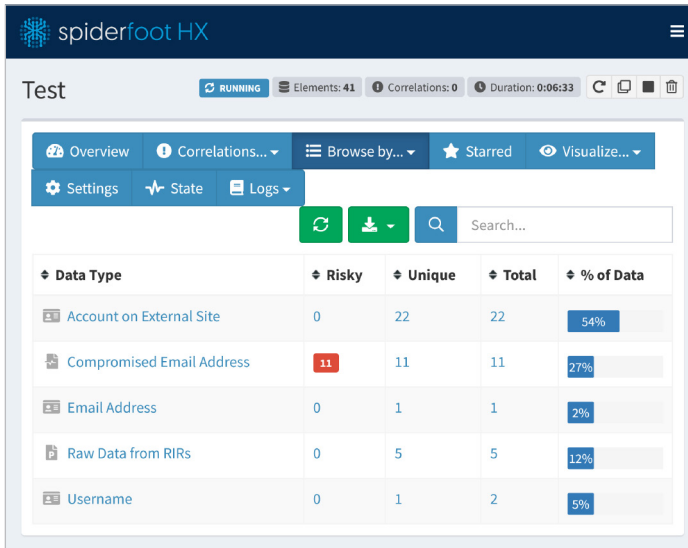 spiderfoot HX
Test RUNNING Elements: 41 Correlations: 0 Duration: 0:06:33
Overview Correlations... Browse by... Starred Visualize...
Settings State Logs
Search...
Data Type Risky Unique Total % of Data
Account on External Site 0 22 22 54%
Compromised Email Address 11 11 11 27%
Email Address 0 1 1 2%
Raw Data from RIRs 0 5 5 12%
Username 0 1 2 5%